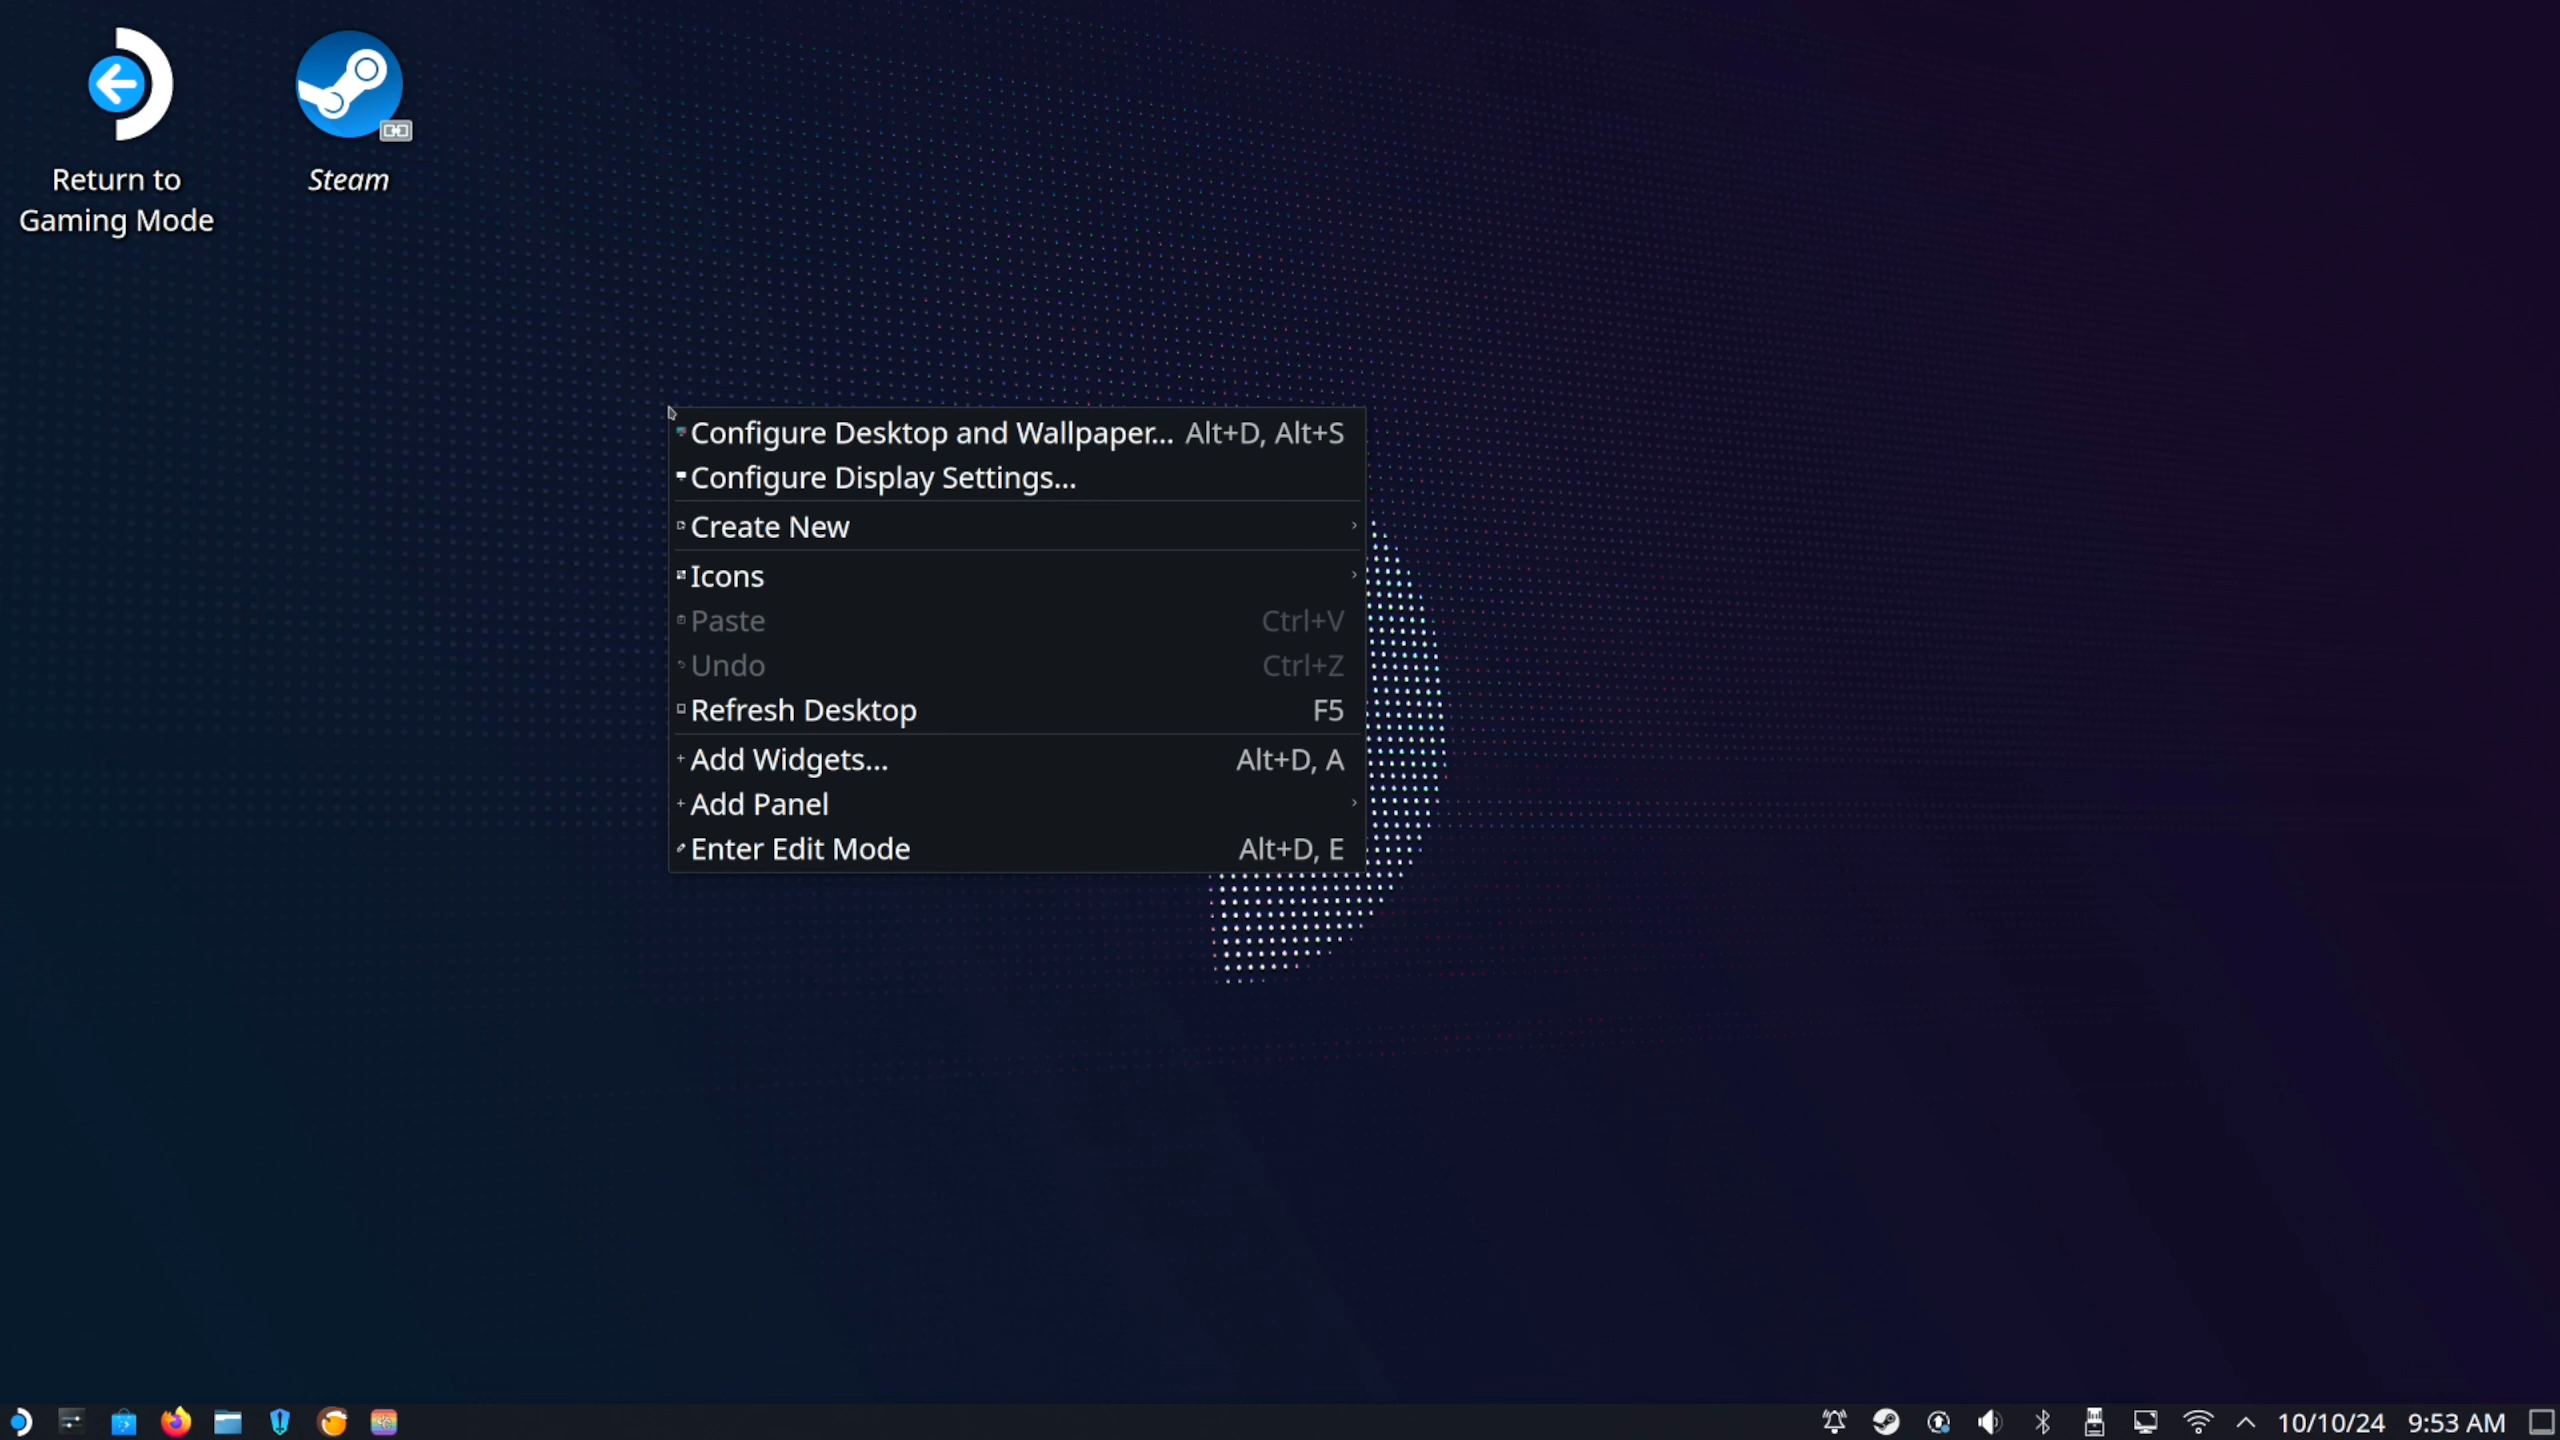 Return to
Gaming Mode
Steam
Configure Desktop and Wallpaper... Alt+D, Alt+S
Configure Display Settings...
Create New
Icons
Paste Ctrl+V
Undo Ctrl+Z
Refresh Desktop F5
Add Widgets... Alt+D, A
Add Panel
Enter Edit Mode Alt+D, E
10/10/24 9:53 AM